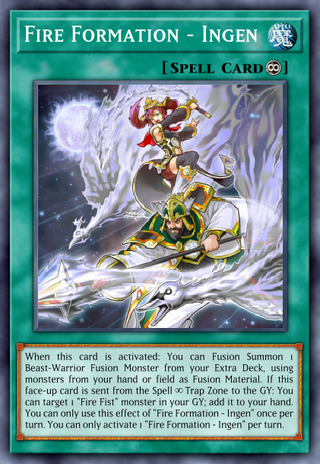 Fire Formation - Ingen
魔
[Spell Card]
When this card is activated: You can Fusion Summon 1
Beast-Warrior Fusion Monster from your Extra Deck, using
monsters from your hand or field as Fusion Material. If this
face-up card is sent from the Spell & Trap Zone to the GY: You
can target 1 "Fire Fist" monster in your GY; add it to your hand.
You can only use this effect of "Fire Formation - Ingen" once per
turn. You can only activate 1 "Fire Formation - Ingen" per turn.